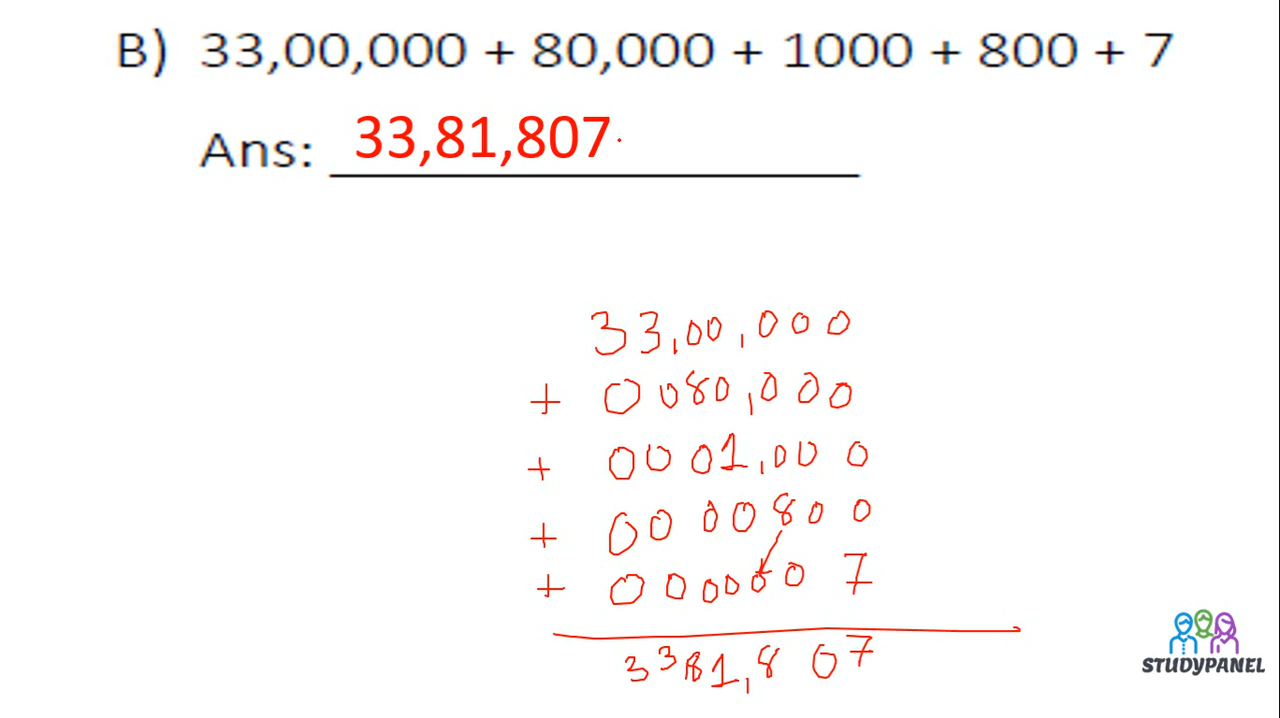 B) 33,00,000 + 80,000 + 1000 + 800 + 7
Ans: 33,81,807
33,00,000
+ 0080,000
+ 0001,000
+ 0000800
+ 0000007
3381,807
STUDYPANEL